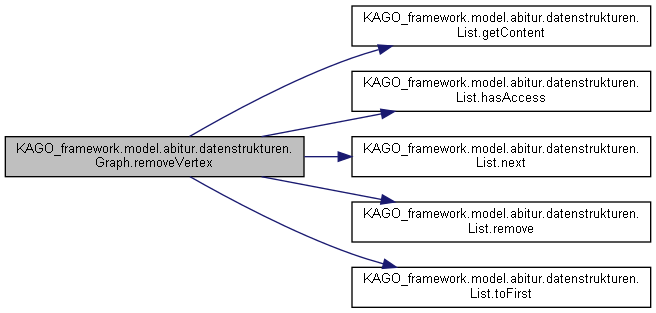 KAGO_framework.model.abitur.datenstrukturen.
Graph.removeVertex
KAGO_framework.model.abitur.datenstrukturen.
List.getContent
KAGO_framework.model.abitur.datenstrukturen.
List.hasAccess
KAGO_framework.model.abitur.datenstrukturen.
List.next
KAGO_framework.model.abitur.datenstrukturen.
List.remove
KAGO_framework.model.abitur.datenstrukturen.
List.toFirst